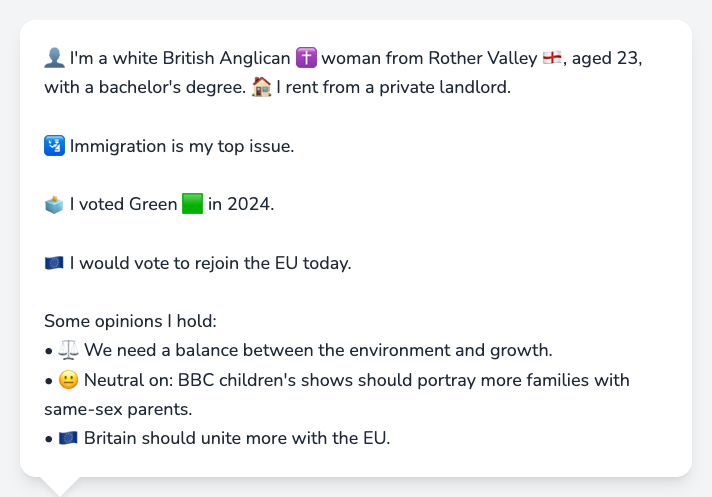 👤 I'm a white British Anglican ✝️ woman from Rother Valley 🏴󠁧󠁢󠁥󠁮󠁧󠁿, aged 23,
with a bachelor's degree. 🏠 I rent from a private landlord.
🛂 Immigration is my top issue.
🗳️ I voted Green 🟩 in 2024.
🇪🇺 I would vote to rejoin the EU today.
Some opinions I hold:
• ⚖️ We need a balance between the environment and growth.
• 😐 Neutral on: BBC children's shows should portray more families with
same-sex parents.
• 🇪🇺 Britain should unite more with the EU.